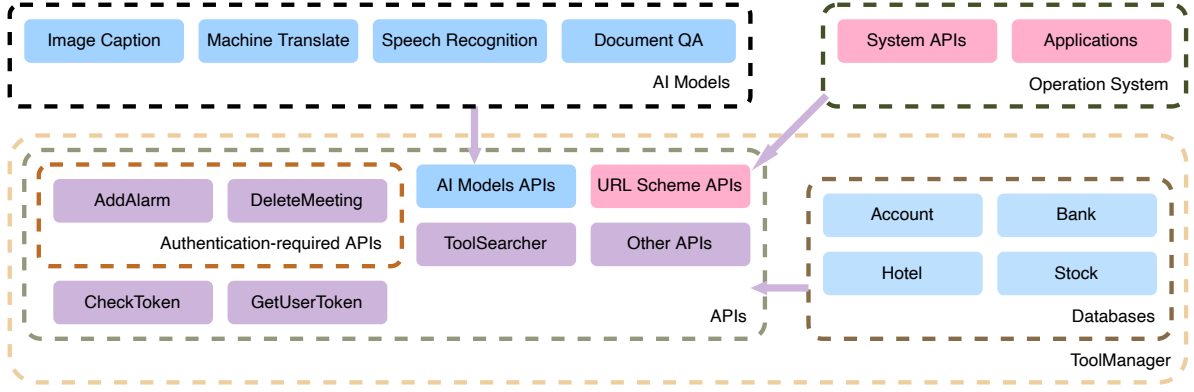 Image Caption
Machine Translate
Speech Recognition
Document QA
AI Models
System APIs
Applications
Operation System
AddAlarm
DeleteMeeting
Authentication-required APIs
AI Models APIs
URL Scheme APIs
ToolSearcher
Other APIs
CheckToken
GetUserToken
APIs
Account
Bank
Hotel
Stock
Databases
ToolManager